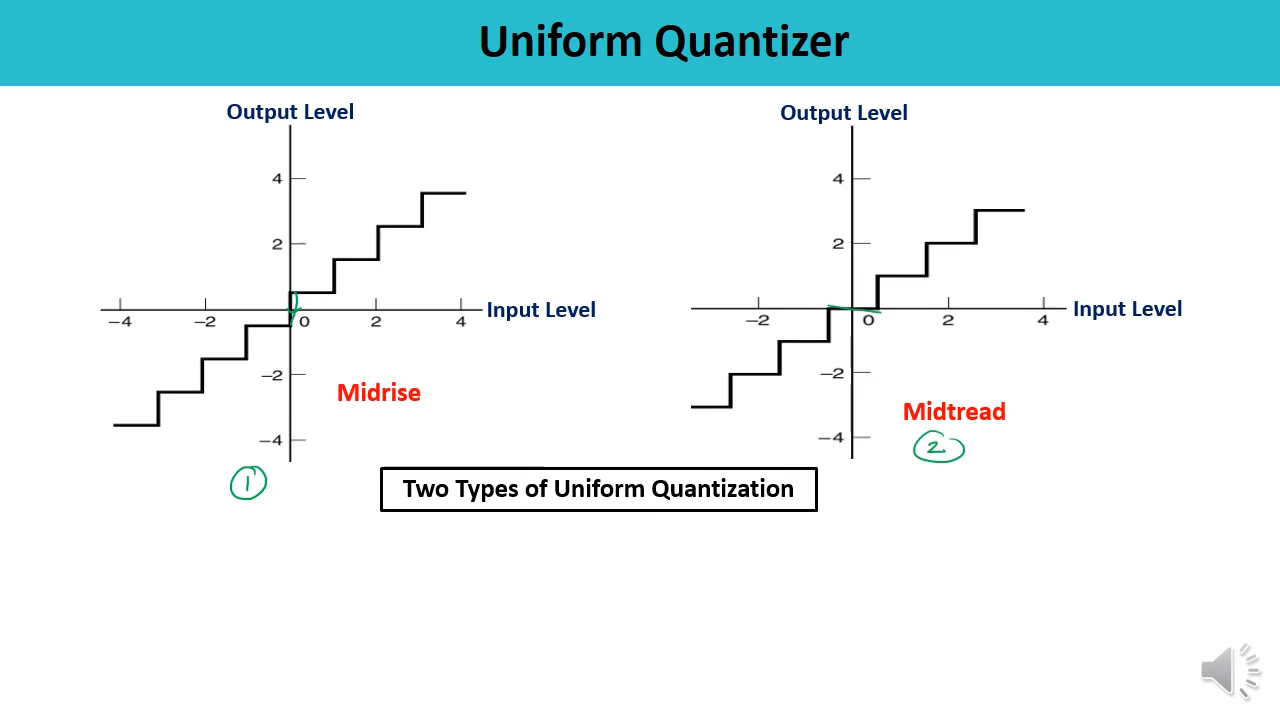 Uniform Quantizer
Output Level
4
2
−4
−2
0
2
4
Input Level
−2
−4
Midrise
1
Output Level
4
2
−2
0
2
4
Input Level
−2
−4
Midtread
2
Two Types of Uniform Quantization